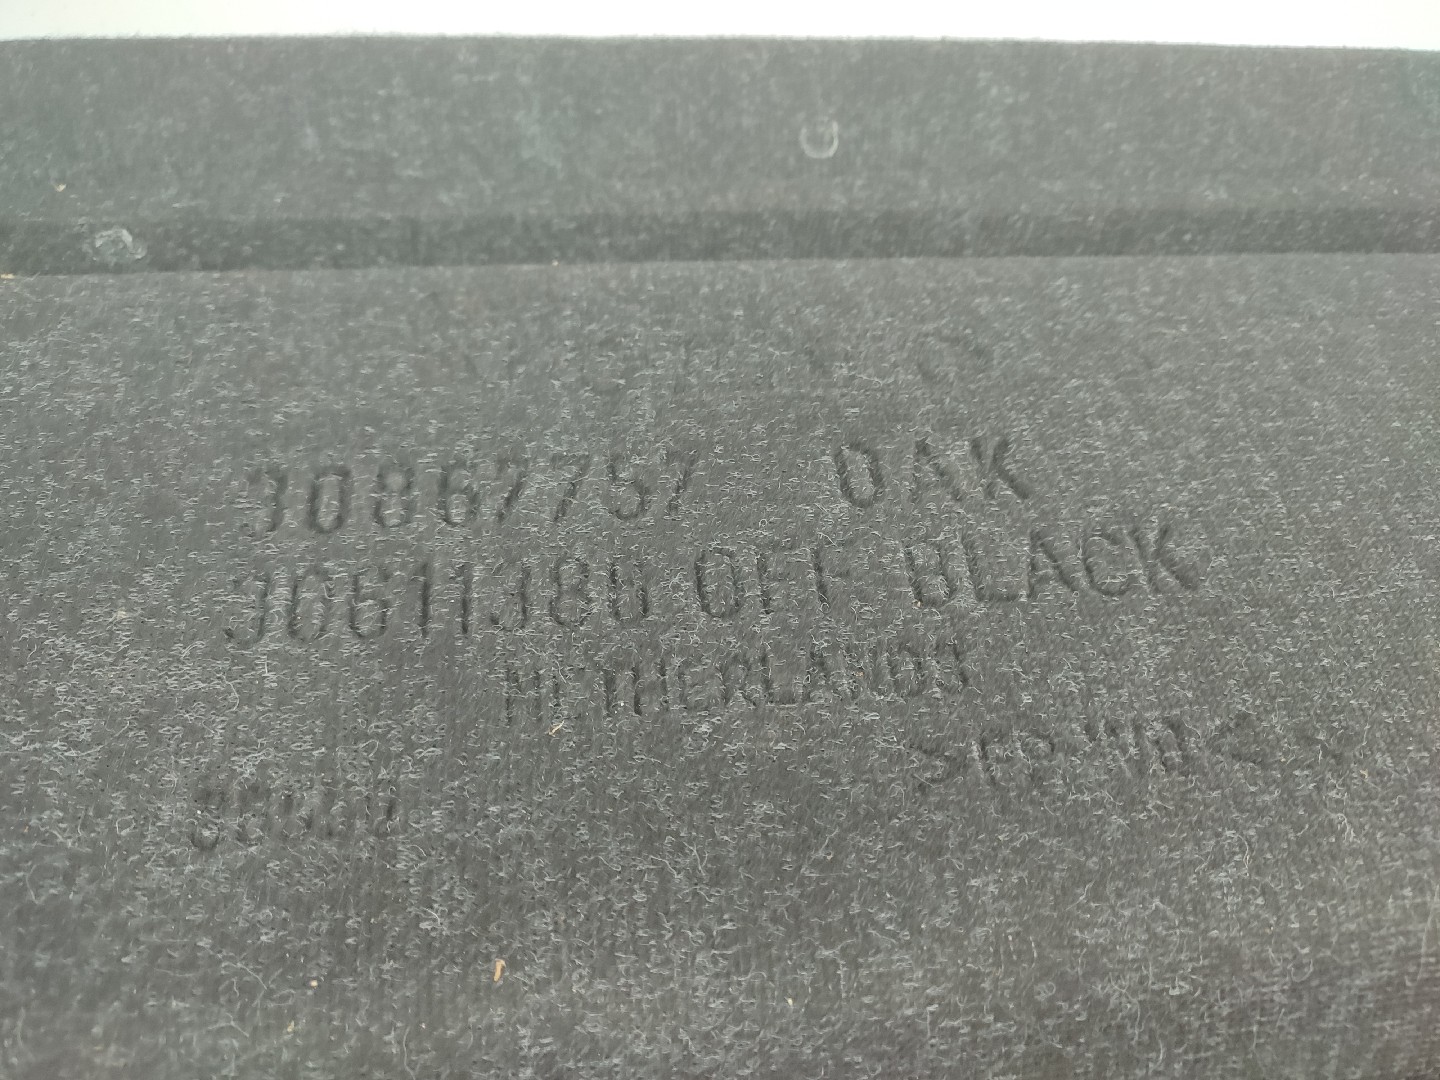 30867757 OAK
30611380 OFF BLACK
NETHERLANDS